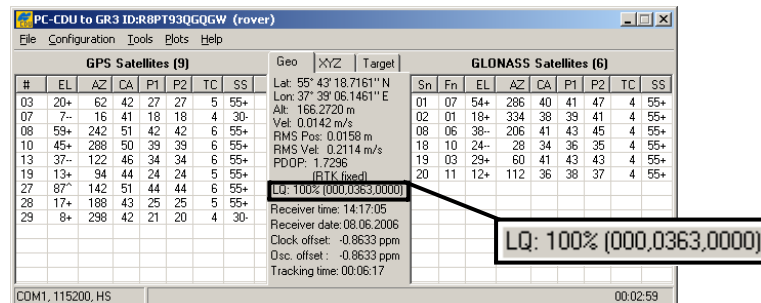 PC-CDU to GR3 ID:R8PT93QGQGW (rover)
File Configuration Tools Plots Help
GPS Satellites (9)
# EL AZ CA P1 P2 TC SS
03 20+ 62 42 27 27 5 55+
07 7-- 16 41 18 18 4 30-
08 59+ 242 51 42 42 6 55+
10 45+ 288 50 39 39 6 55+
13 37-- 122 46 34 34 6 55+
19 13+ 94 44 24 24 5 55+
27 87^ 142 51 44 44 6 55+
28 17+ 188 43 25 25 5 55+
29 8+ 298 42 21 20 4 30-
Geo XYZ Target
Lat: 55° 43' 18.7161'' N
Lon: 37° 39' 06.1461'' E
Alt: 166.2720 m
Vel: 0.0142 m/s
RMS Pos: 0.0158 m
RMS Vel: 0.2114 m/s
PDOP: 1.7296
(RTK fixed)
LQ: 100% (000,0363,0000)
Receiver time: 14:17:05
Receiver date: 08.06.2006
Clock offset: -0.8633 ppm
Osc. offset : -0.8633 ppm
Tracking time: 00:06:17
GLONASS Satellites (6)
Sn Fn EL AZ CA P1 P2 TC SS
01 07 54+ 286 40 41 47 4 55+
02 01 18+ 334 38 39 41 4 55+
08 06 38-- 206 41 43 45 4 55+
18 10 24-- 28 34 36 35 4 55+
19 03 29+ 60 41 43 43 4 55+
20 11 12+ 112 36 38 37 4 55+
LQ: 100% (000,0363,0000)
COM1, 115200, HS
00:02:59